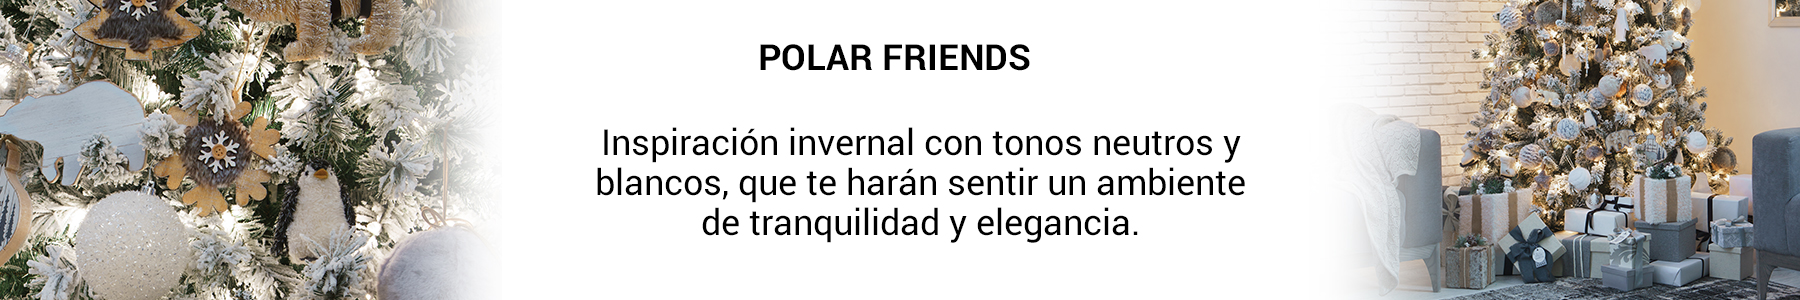 POLAR FRIENDS
Inspiración invernal con tonos neutros y
blancos, que te harán sentir un ambiente
de tranquilidad y elegancia.